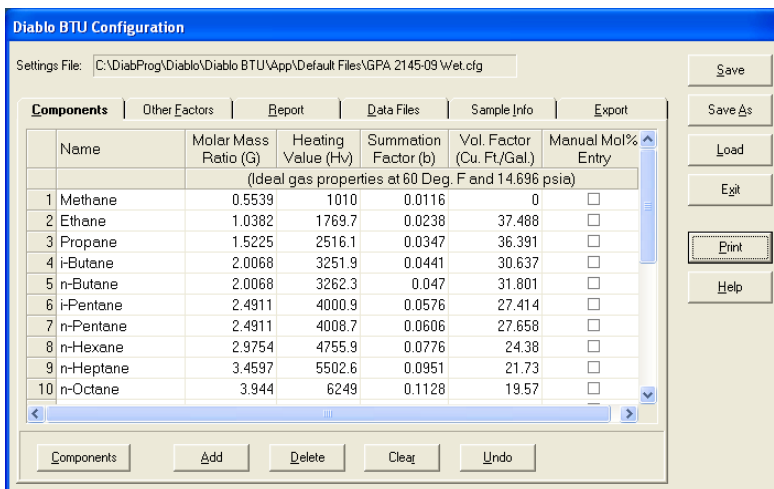 Diablo BTU Configuration
Settings File: C:\DiabProg\Diablo\Diablo BTU\App\Default Files\GPA 2145-09 Wet.cfg
Save
Components Other Factors Report Data Files Sample Info Export
Save As
Name Molar Mass Ratio (G) Heating Value (Hv) Summation Factor (b) Vol. Factor (Cu. Ft./Gal.) Manual Mol% Entry
Load
(Ideal gas properties at 60 Deg. F and 14.696 psia)
Exit
1 Methane 0.5539 1010 0.0116 0
2 Ethane 1.0382 1769.7 0.0238 37.488
3 Propane 1.5225 2516.1 0.0347 36.391
Print
4 i-Butane 2.0068 3251.9 0.0441 30.637
5 n-Butane 2.0068 3262.3 0.047 31.801
Help
6 i-Pentane 2.4911 4000.9 0.0576 27.414
7 n-Pentane 2.4911 4008.7 0.0606 27.658
8 n-Hexane 2.9754 4755.9 0.0776 24.38
9 n-Heptane 3.4597 5502.6 0.0951 21.73
10 n-Octane 3.944 6249 0.1128 19.57
Components Add Delete Clear Undo